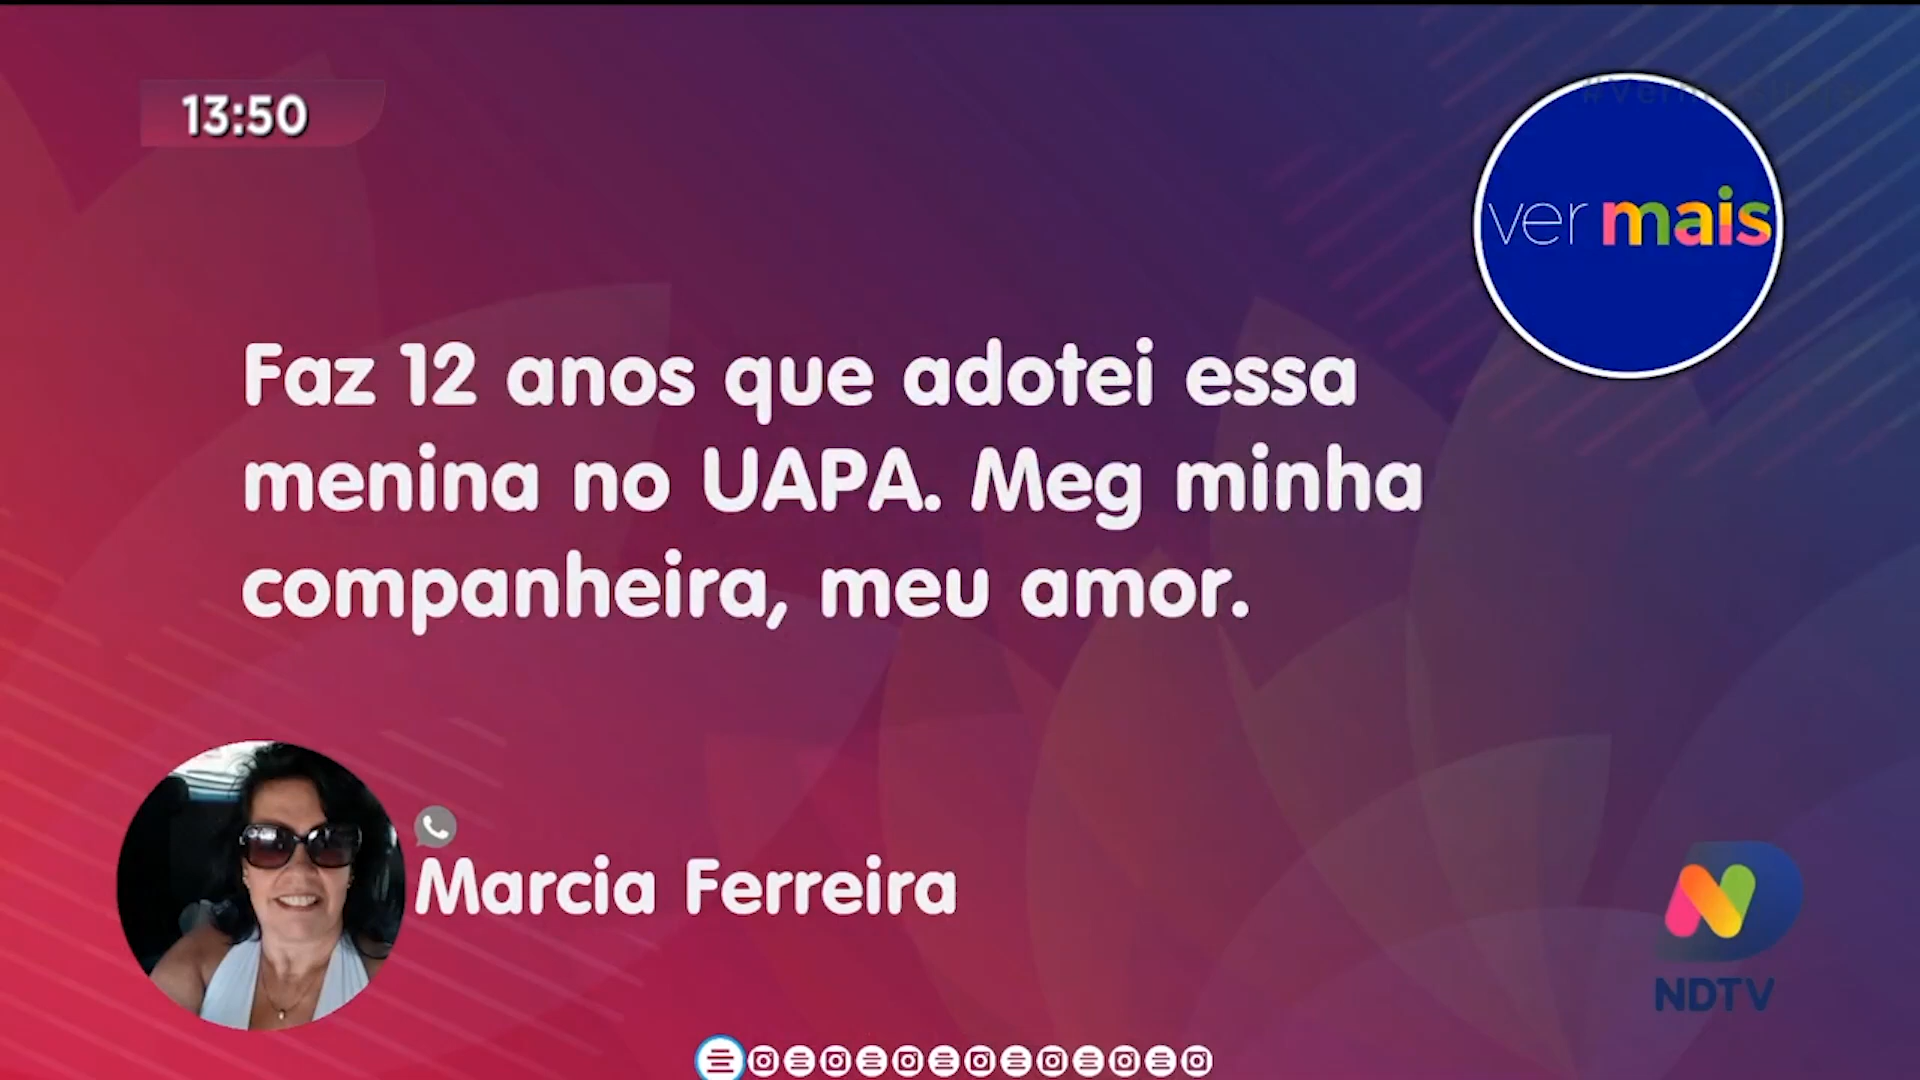 13:50
ver mais
Faz 12 anos que adotei essa
menina no UAPA. Meg minha
companheira, meu amor.
Marcia Ferreira
NDTV